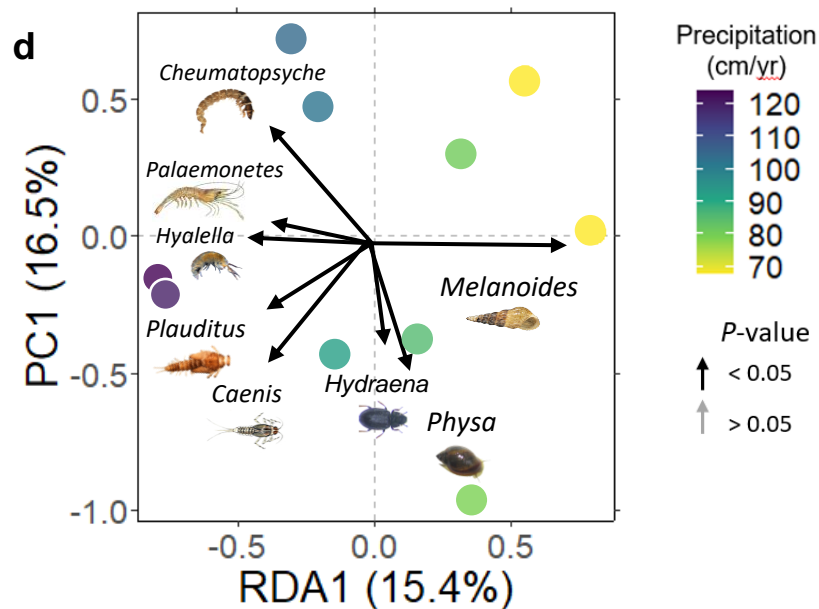 d
Cheumatopsyche
Palaemonetes
Hyalella
Plauditus
Caenis
Hydraena
Physa
Melanoides
PC1 (16.5%)
0.5
0.0
-0.5
-1.0
-0.5
0.0
0.5
RDA1 (15.4%)
Precipitation
(cm/yr)
120
110
100
90
80
70
P-value
< 0.05
> 0.05